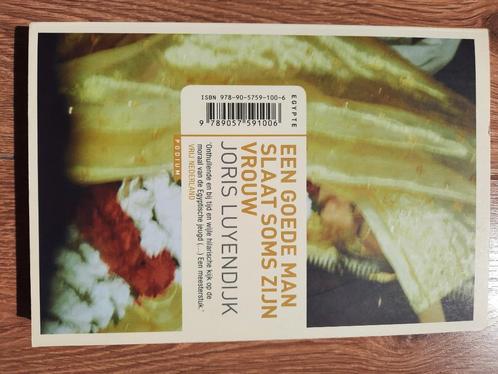 EGYPTE
ISBN 978-90-5759-100-6
9 789057 591006
EEN GOEDE MAN
SLAAT SOMS ZIJN
VROUW
JORIS LUYENDIJK
'Onthullende en bij tijd en wijle hilarische kijk op de
moraal van de Egyptische jeugd (...) Een meesterstuk.'
VRIJ NEDERLAND
PODIUM